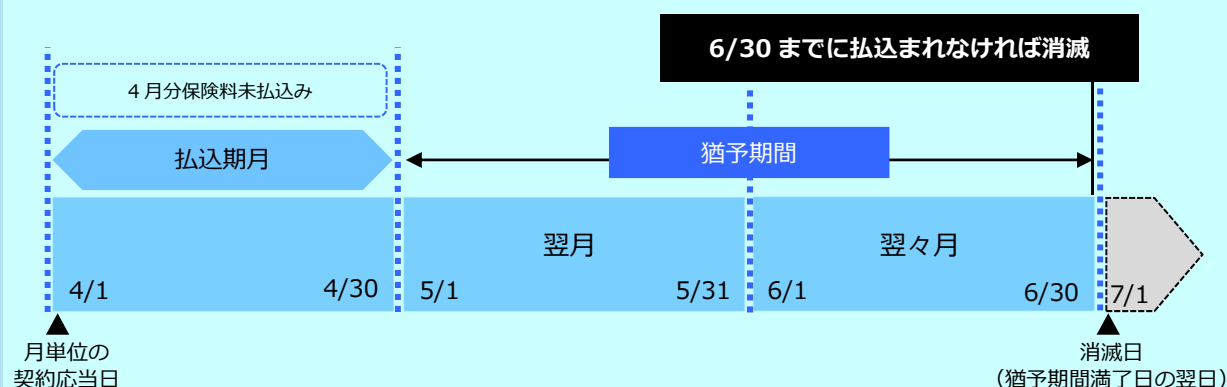 6/30 までに払込まれなければ消滅
4 月分保険料未払込み
払込期月
猶予期間
翌月
翌々月
4/1
4/30
5/1
5/31
6/1
6/30
7/1
月単位の
契約応当日
消滅日
（猶予期間満了日の翌日）